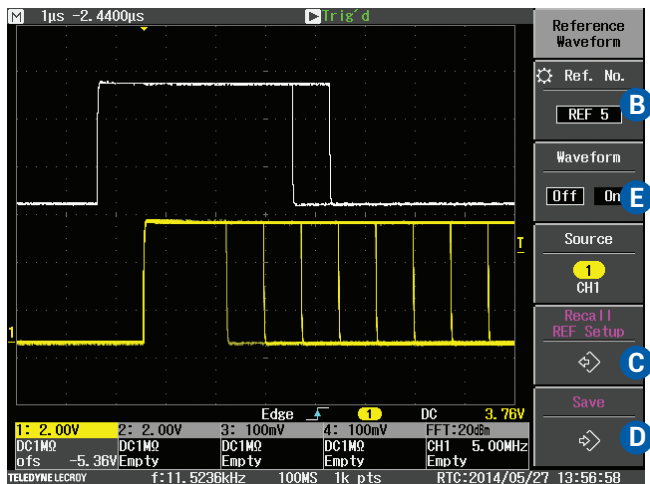 M 1µs -2.4400µs Trig'd
Reference
Waveform
Ref. No.
REF 5
B
Waveform
Off On
E
Source
1
CH1
Recall
REF Setup
C
Save
D
T
1
Edge 1 DC 3.76V
1: 2.00V 2: 2.00V 3: 100mV 4: 100mV FFT:20dBm
DC1MΩ DC1MΩ DC1MΩ DC1MΩ CH1 5.00MHz
ofs -5.36V Empty Empty Empty Empty
TELEDYNE LECROY f:11.5236kHz 100MS 1k pts RTC:2014/05/27 13:56:58